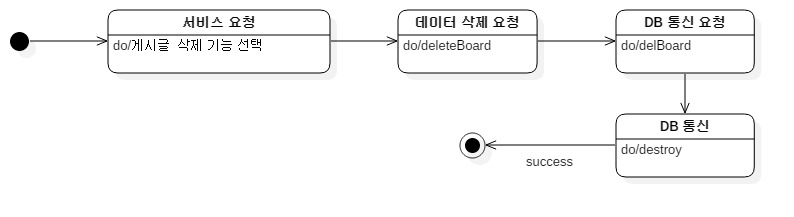 서비스 요청
do/게시글 삭제 기능 선택
데이터 삭제 요청
do/deleteBoard
DB 통신 요청
do/delBoard
DB 통신
do/destroy
success